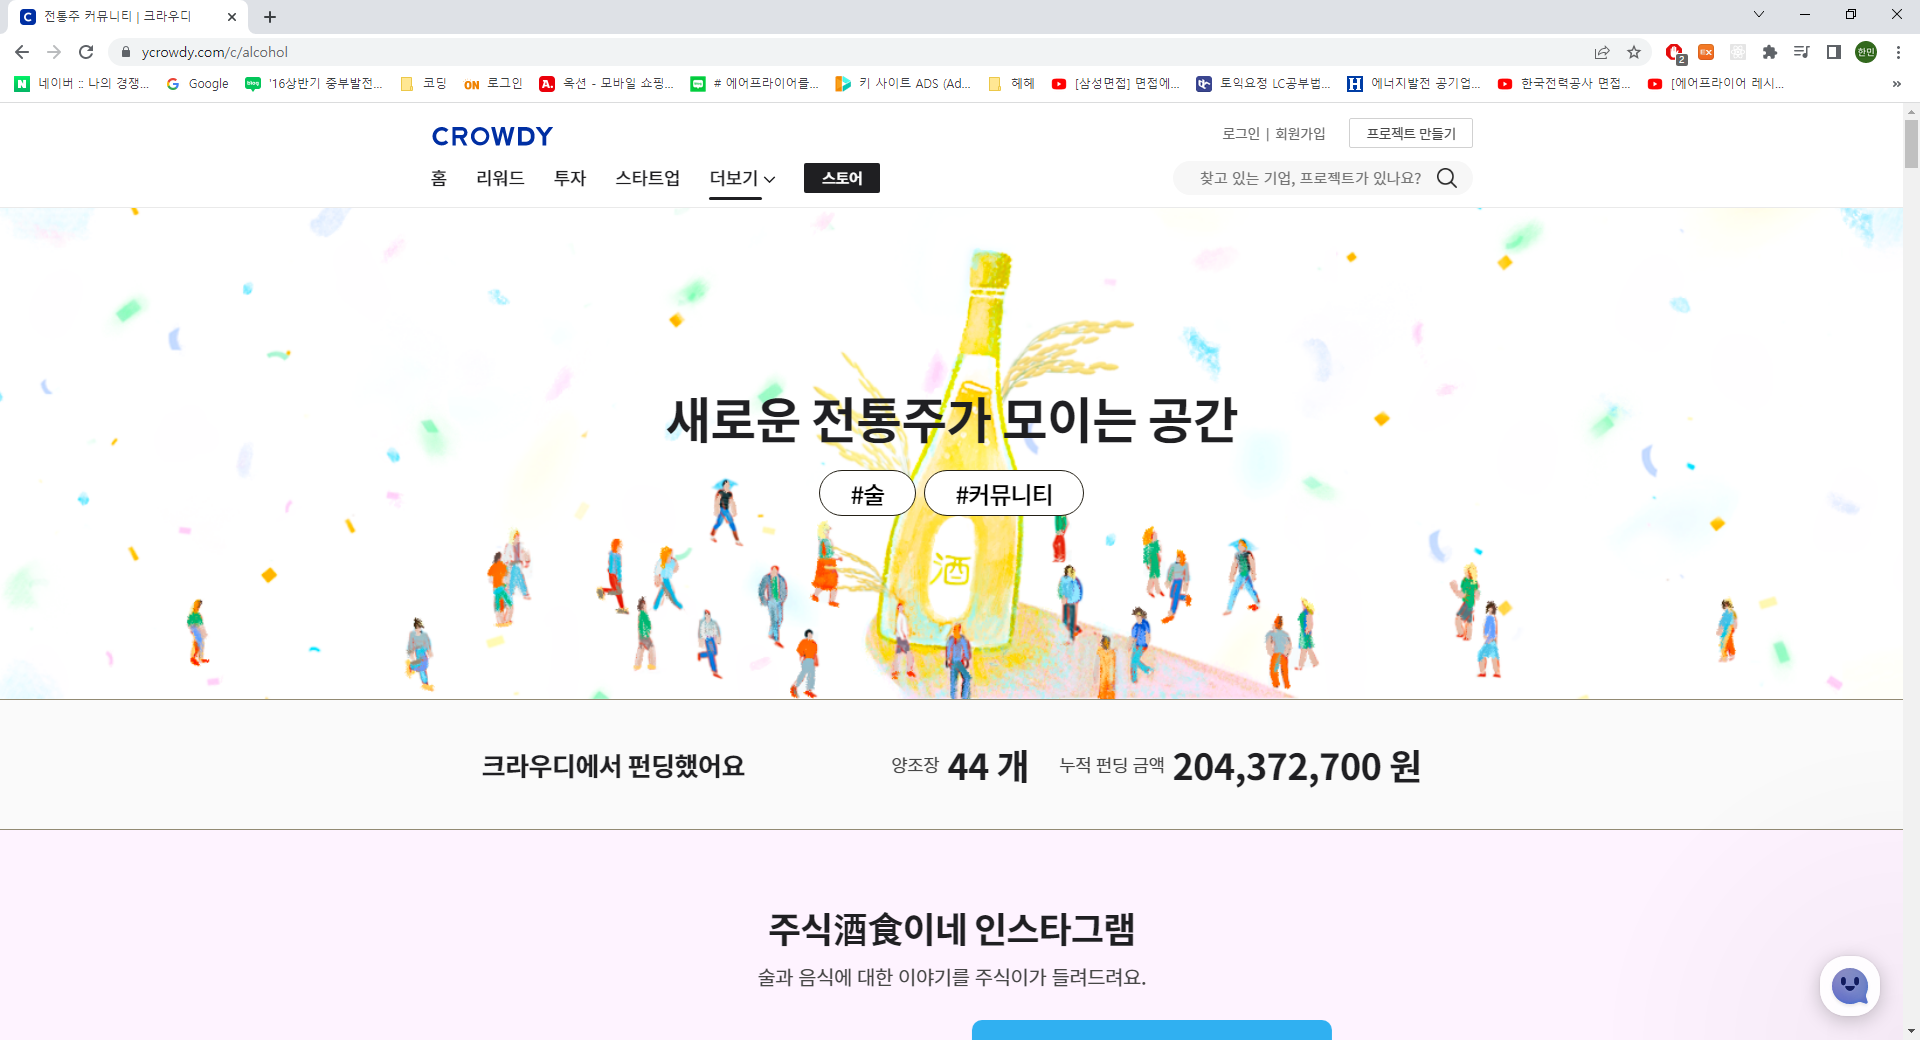 전통주 커뮤니티 | 크라우디
ycrowdy.com/c/alcohol
한민
네이버 :: 나의 경쟁...
Google
'16상반기 중부발전...
코딩
로그인
옥션 - 모바일 쇼핑...
# 에어프라이어를...
키 사이트 ADS (Ad...
헤헤
[삼성면접] 면접에...
토익요정 LC공부법...
에너지발전 공기업...
한국전력공사 면접...
[에어프라이어 레시...
CROWDY
로그인 | 회원가입
프로젝트 만들기
홈
리워드
투자
스타트업
더보기
스토어
찾고 있는 기업, 프로젝트가 있나요?
새로운 전통주가 모이는 공간
#술
#커뮤니티
酒
크라우디에서 펀딩했어요
양조장 44 개
누적 펀딩 금액 204,372,700 원
주식酒食이네 인스타그램
술과 음식에 대한 이야기를 주식이가 들려드려요.